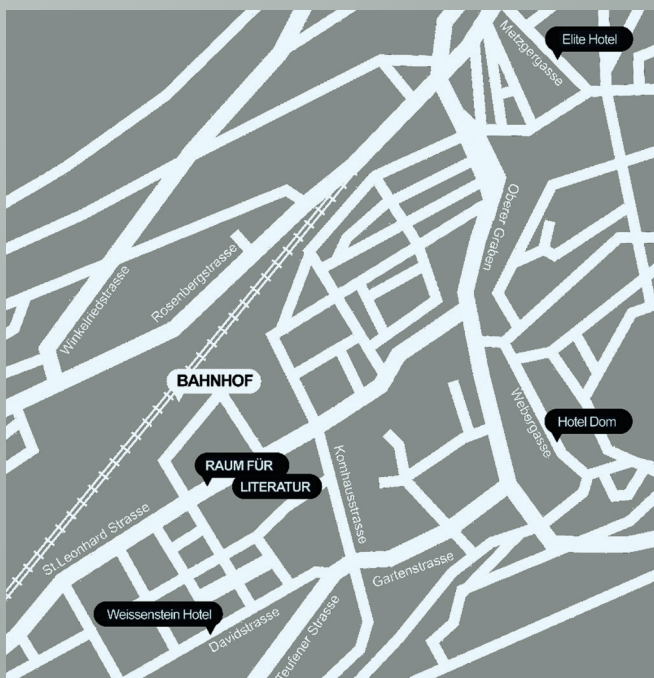 Elite Hotel
Metzgergasse
Oberer Graben
Rosenbergstrasse
Winkelriedstrasse
BAHNHOF
Webergasse
Hotel Dom
RAUM FÜR
LITERATUR
Kornhausstrasse
St.Leonhard Strasse
Gartenstrasse
Weissenstein Hotel
Davidstrasse
Teufener Strasse